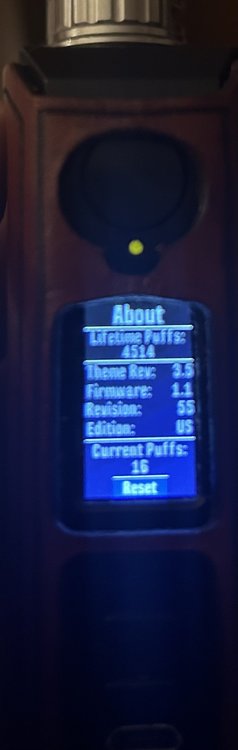 About
Lifetime Puffs:
4514
Theme Rev: 3.5
Firmware: 1.1
Revision: 55
Edition: US
Current Puffs:
16
Reset